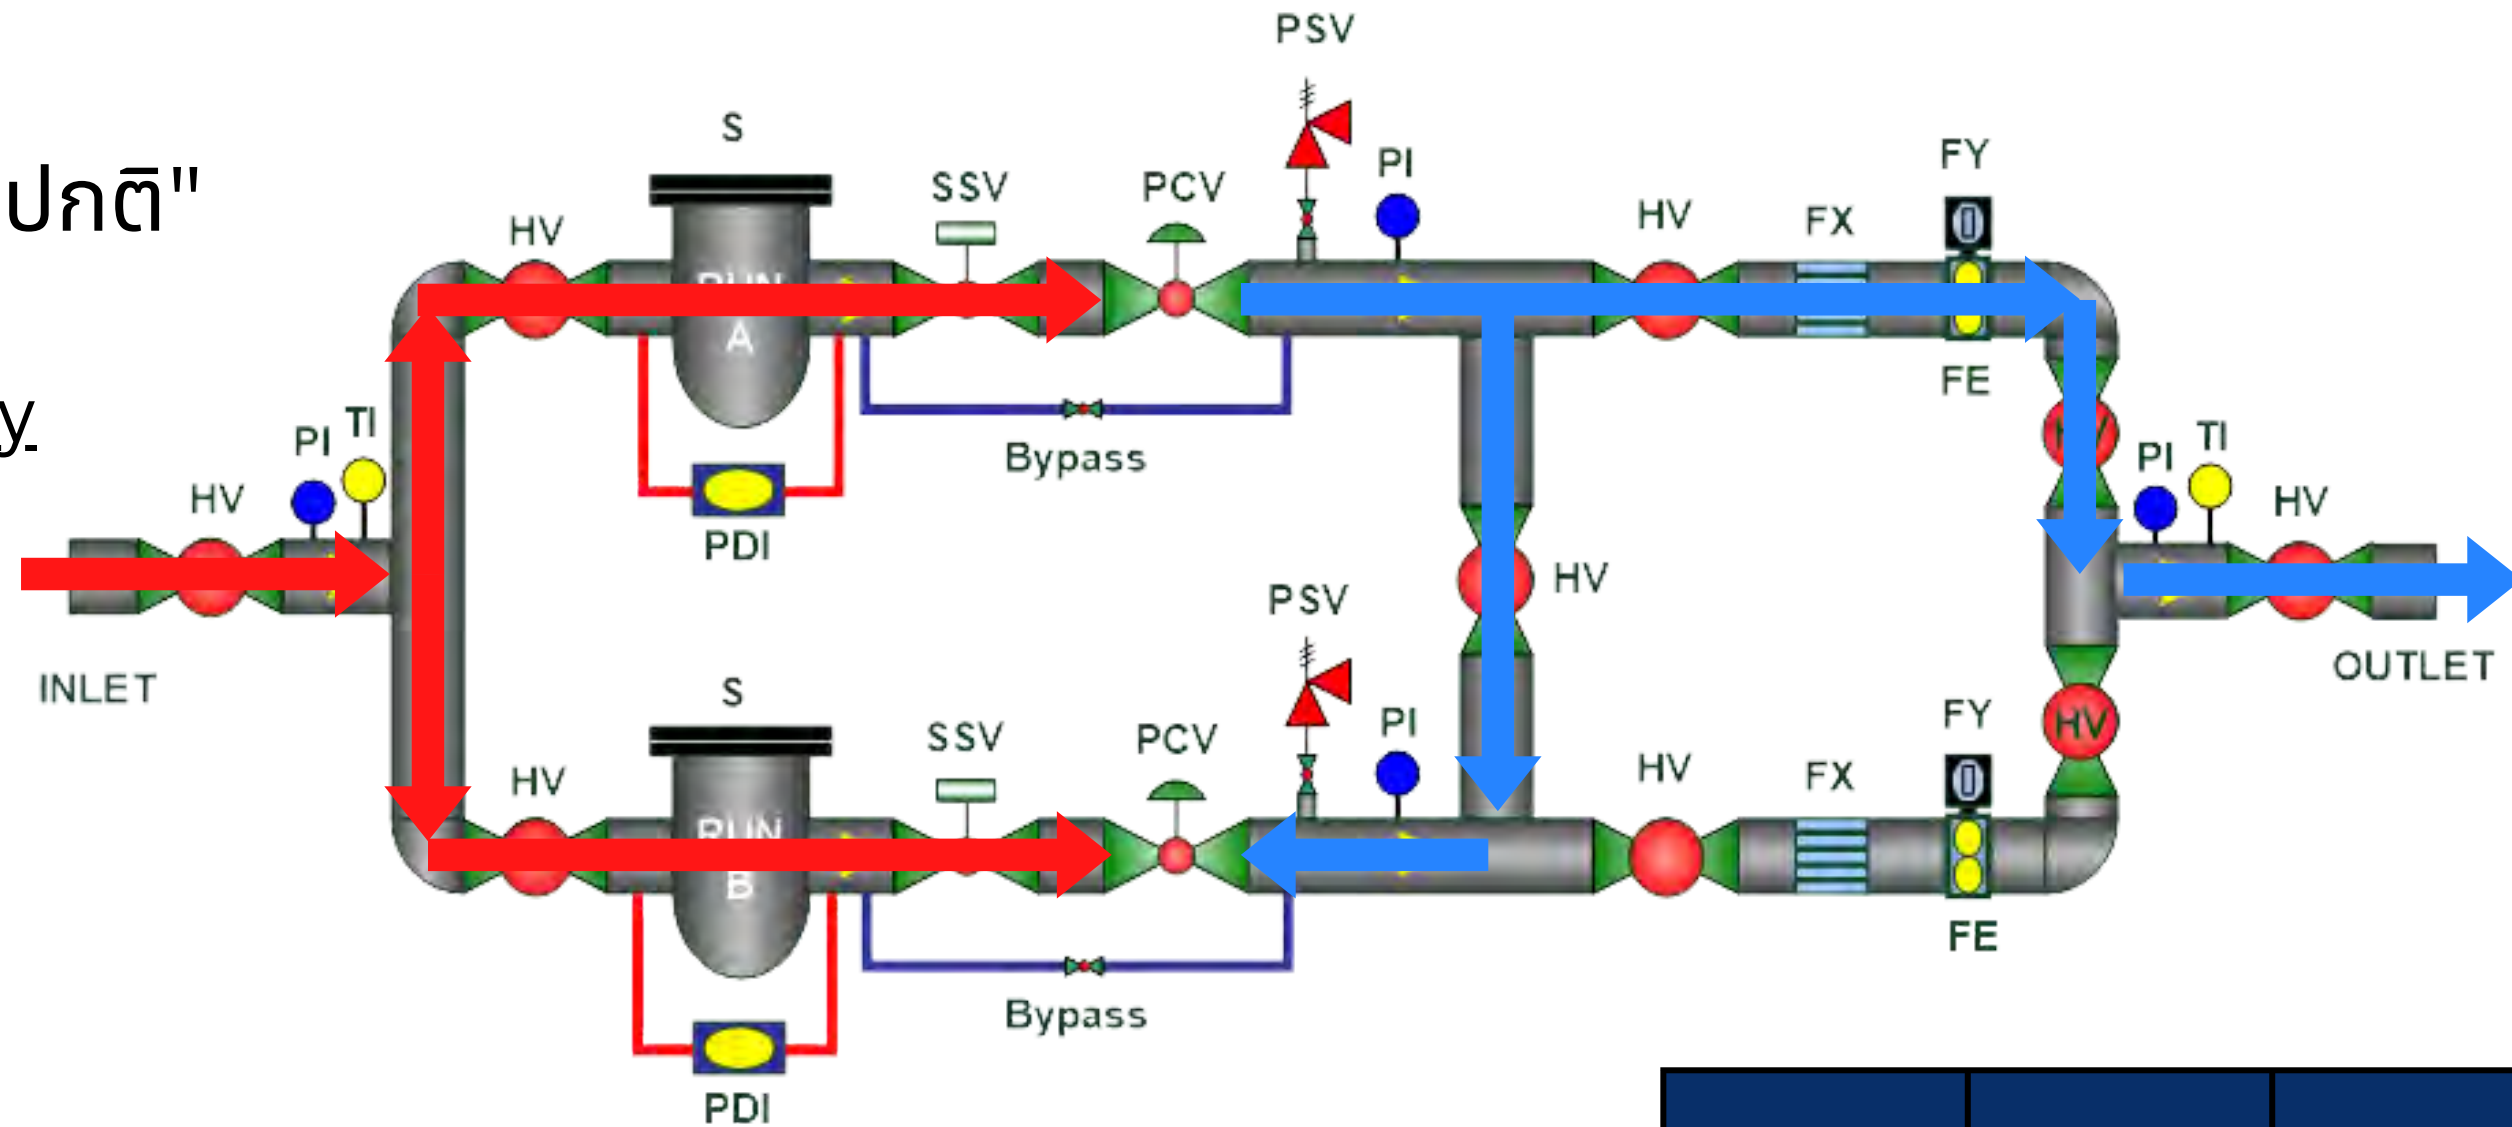 PSV
S
FY
ปกติ"
PI
SSV
PCV
HV
FX
HV
RUN
A
FE
y
PI
TI
HV
Bypass
PI
TI
HV
PDI
HV
PSV
INLET
OUTLET
S
SSV
PCV
PI
FY
HV
HV
HV
FX
RUN
B
FE
Bypass
PDI